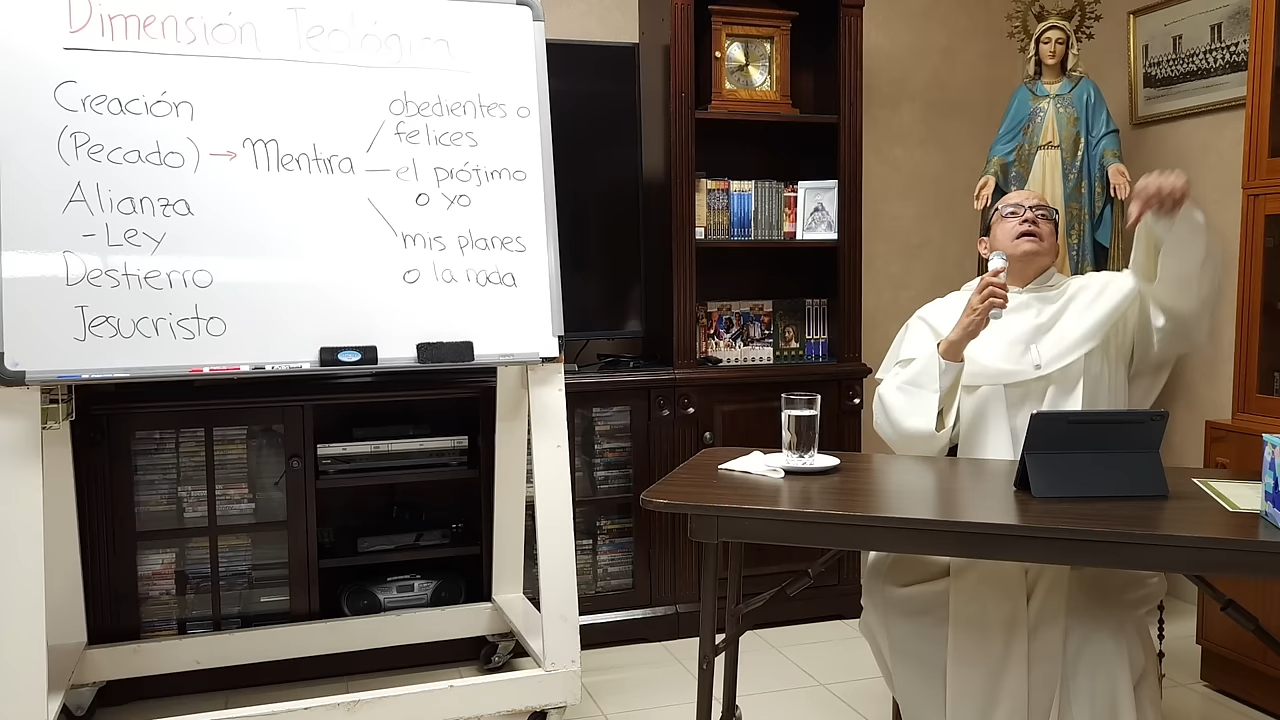 Dimensión Teológica
Creación
(Pecado) → Mentira
Alianza
- Ley
Destierro
Jesucristo
obedientes o
felices
el prójimo
o yo
mis planes
o la nada